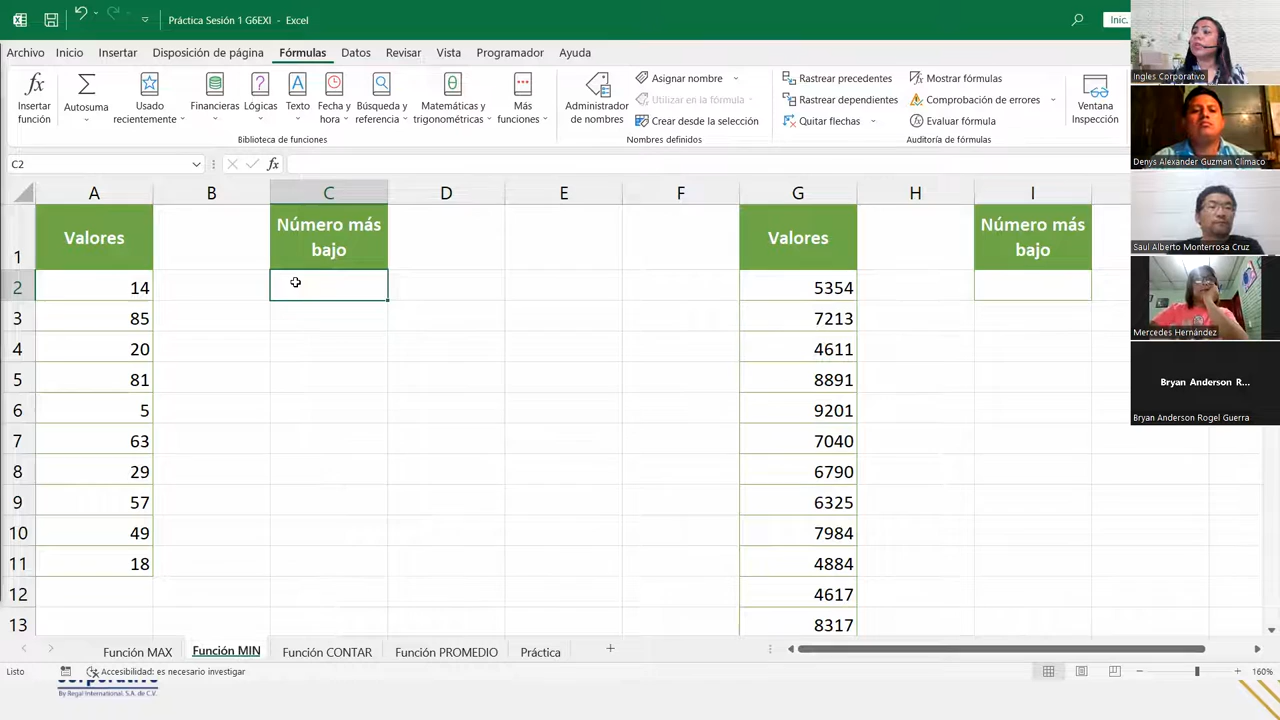 Práctica Sesión 1 G6EXI - Excel
Inic.
Archivo Inicio Insertar Disposición de página Fórmulas Datos Revisar Ayuda
Insertar función
Autosuma
Usado recientemente
Financieras
Lógicas
Texto
Fecha y hora
Búsqueda y referencia
Matemáticas y trigonométricas
Más funciones
Biblioteca de funciones
Asignar nombre
Utilizar en la fórmula
Crear desde la selección
Nombres definidos
Rastrear precedentes
Rastrear dependientes
Quitar flechas
Mostrar fórmulas
Comprobación de errores
Evaluar fórmula
Auditoría de fórmulas
Ventana Inspección
C2
fx
A B C D E F G H I
1 Valores Número más bajo Valores Número más bajo
2 14 5354
3 85 7213
4 20 4611
5 81 8891
6 5 9201
7 63 7040
8 29 6790
9 57 6325
10 49 7984
11 18 4884
12 4617
13 8317
Función MAX Función MIN Función CONTAR Función PROMEDIO Práctica
Listo
Accesibilidad: es necesario investigar
160%
By Regal International, S.A. de C.V.
Ingles Corporativo
Denys Alexander Guzman Climaco
Saul Alberto Monterrosa Cruz
Mercedes Hernández
Bryan Anderson R...
Bryan Anderson Rogel Guerra